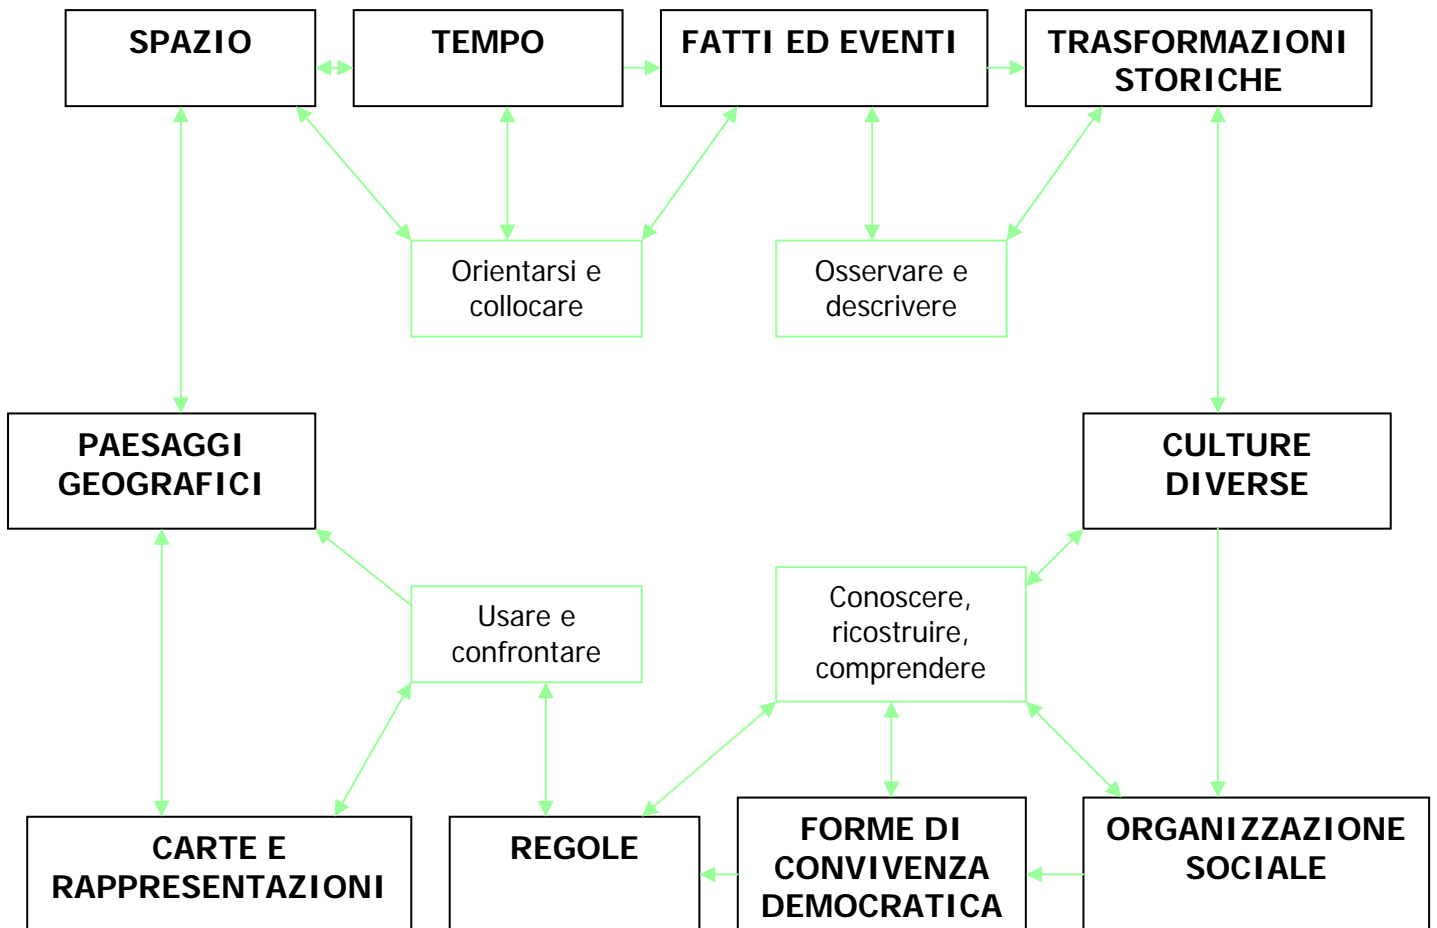 SPAZIO
TEMPO
FATTI ED EVENTI
TRASFORMAZIONI
STORICHE
Orientarsi e
collocare
Osservare e
descrivere
PAESAGGI
GEOGRAFICI
CULTURE
DIVERSE
Usare e
confrontare
Conoscere,
ricostruire,
comprendere
CARTE E
RAPPRESENTAZIONI
REGOLE
FORME DI
CONVIVENZA
DEMOCRATICA
ORGANIZZAZIONE
SOCIALE